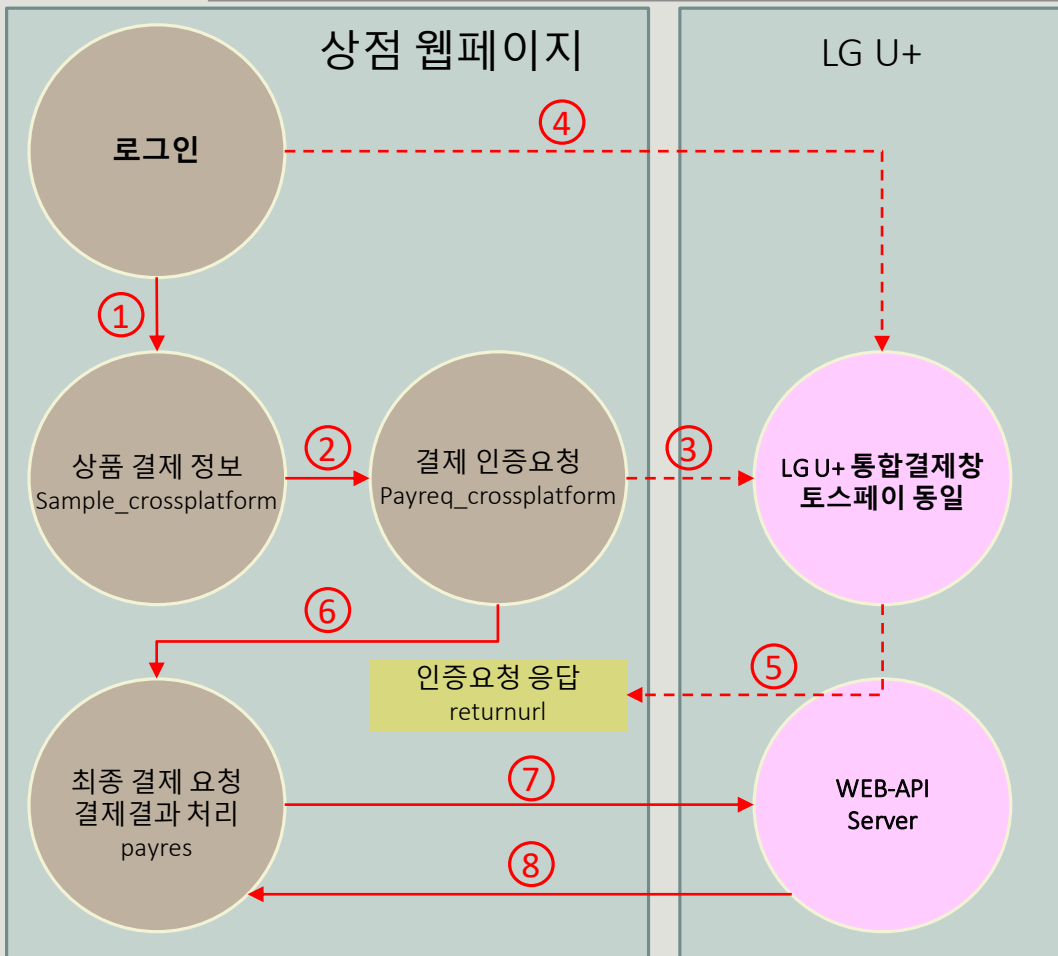 상점 웹페이지
LG U+
④
로그인
①
상품 결제 정보
Sample_crossplatform
②
결제 인증요청
Payreq_crossplatform
③
LG U+ 통합결제창
토스페이 동일
⑥
인증요청 응답
returnurl
⑤
최종 결제 요청
결제결과 처리
payres
⑦
WEB-API
Server
⑧